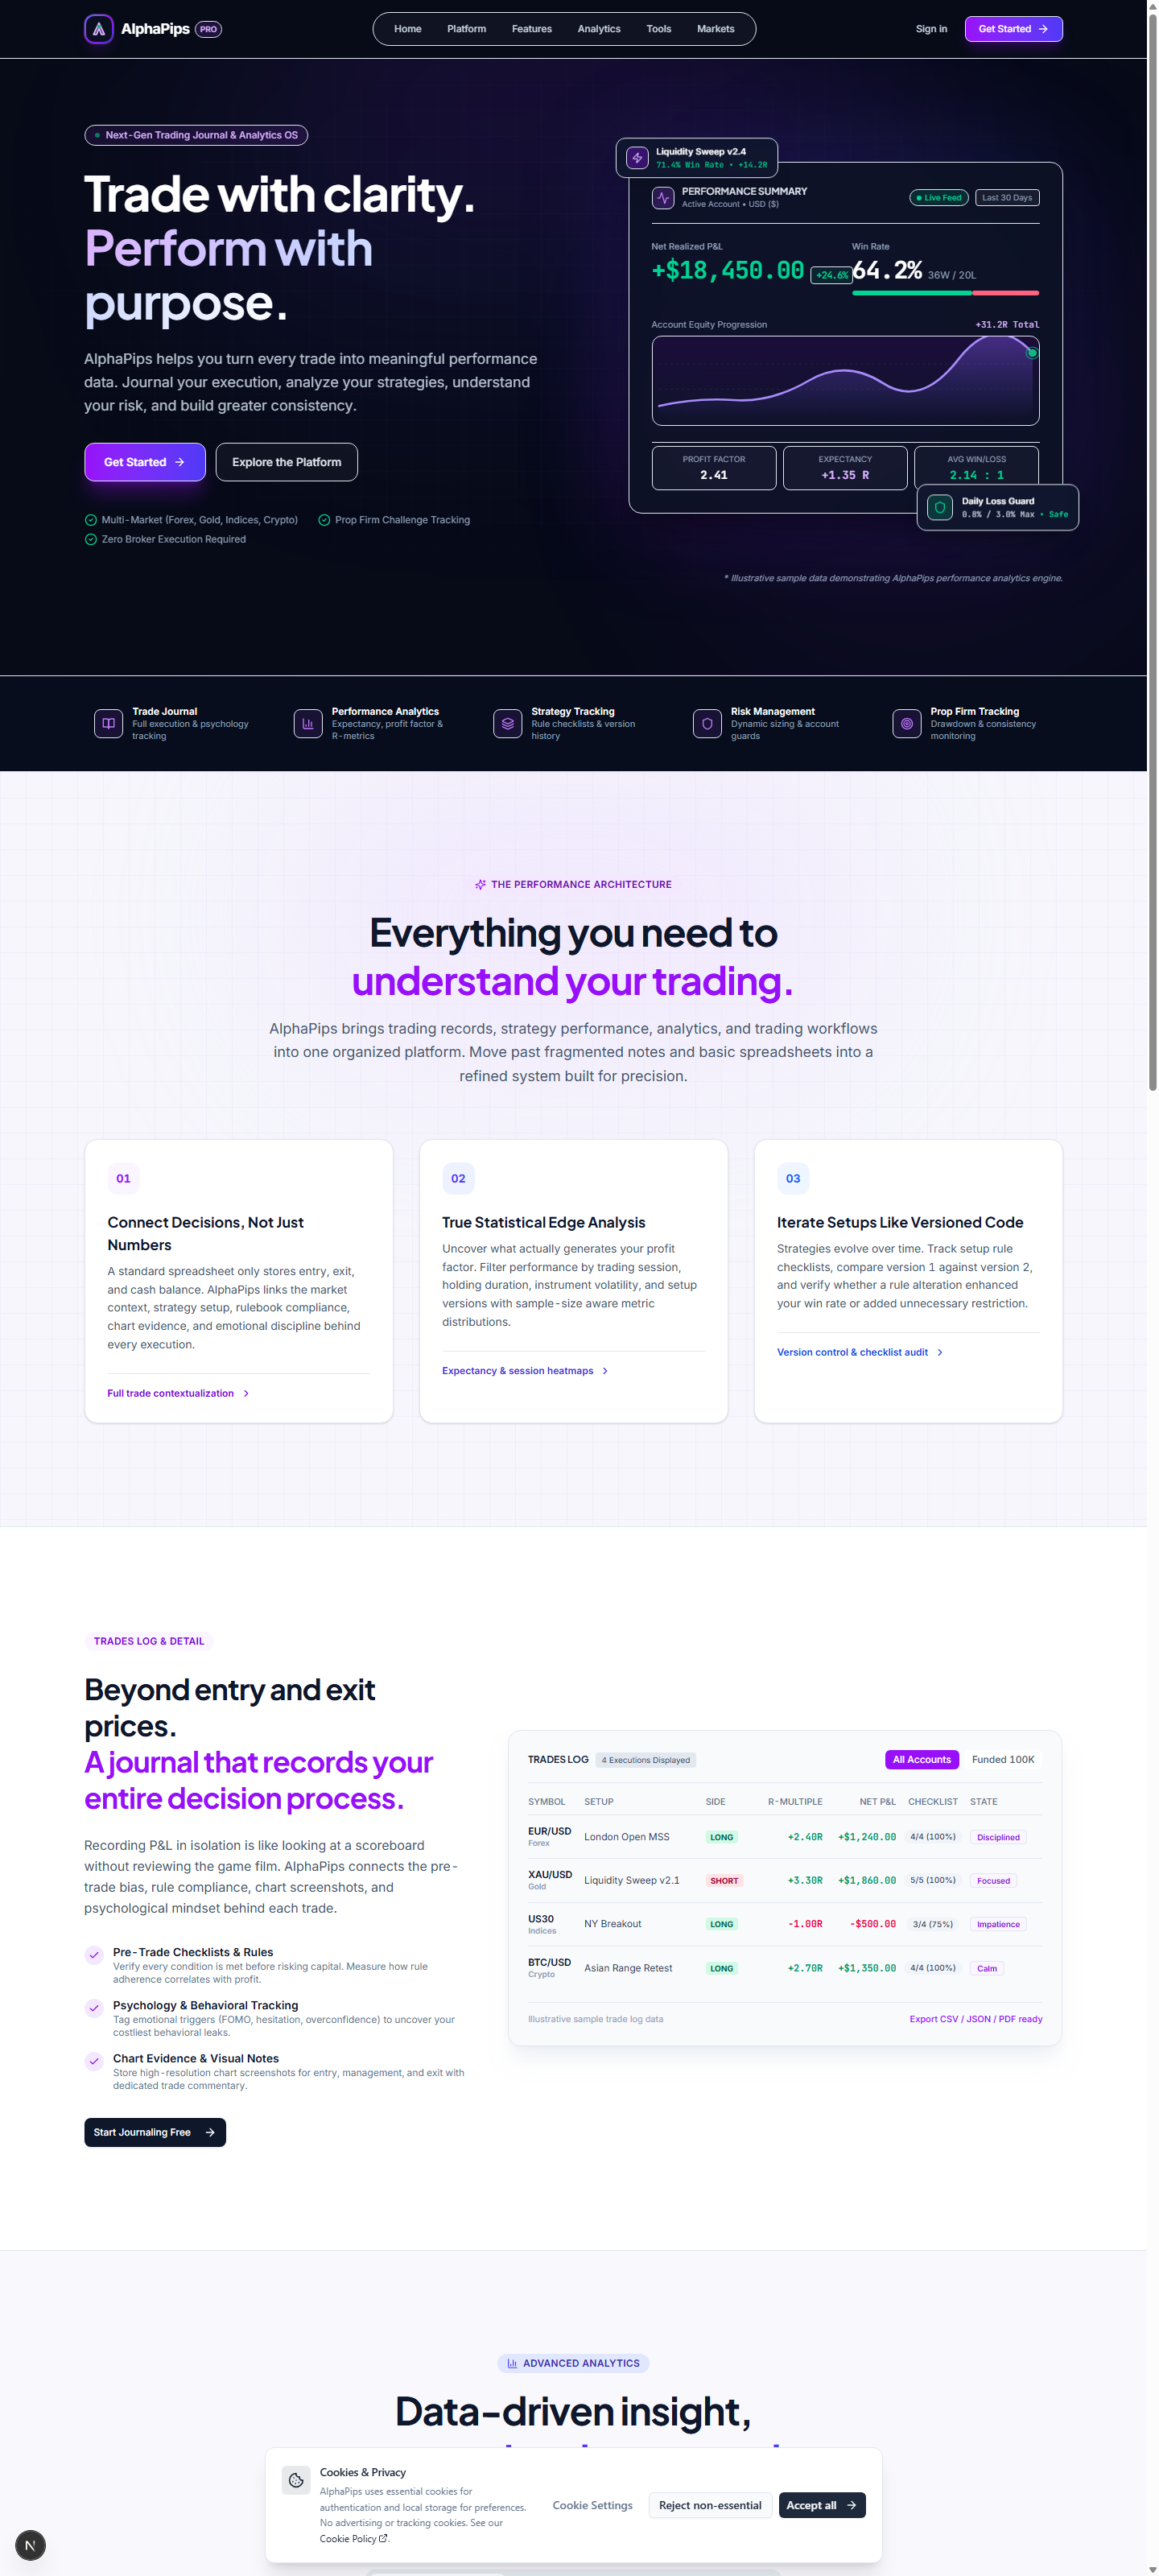 AlphaPips PRO
Home Platform Features Analytics Tools Markets
Sign in
Get Started
Next-Gen Trading Journal & Analytics OS
Trade with clarity.
Perform with
purpose.
AlphaPips helps you turn every trade into meaningful performance
data. Journal your execution, analyze your strategies, understand
your risk, and build greater consistency.
Get Started
Explore the Platform
Multi-Market (Forex, Gold, Indices, Crypto)
Prop Firm Challenge Tracking
Zero Broker Execution Required
Liquidity Sweep v2.4
71.4% Win Rate • +14.2R
PERFORMANCE SUMMARY
Active Account • USD ($)
Live Feed
Last 30 Days
Net Realized P&L
+$18,450.00 +24.6%
Win Rate
64.2% 36W / 20L
Account Equity Progression
+31.2R Total
PROFIT FACTOR
2.41
EXPECTANCY
+1.35 R
AVG WIN/LOSS
2.14 : 1
Daily Loss Guard
0.8% / 3.0% Max • Safe
* Illustrative sample data demonstrating AlphaPips performance analytics engine.
Trade Journal
Full execution & psychology
tracking
Performance Analytics
Expectancy, profit factor &
R-metrics
Strategy Tracking
Rule checklists & version
history
Risk Management
Dynamic sizing & account
guards
Prop Firm Tracking
Drawdown & consistency
monitoring
THE PERFORMANCE ARCHITECTURE
Everything you need to
understand your trading.
AlphaPips brings trading records, strategy performance, analytics, and trading workflows
into one organized platform. Move past fragmented notes and basic spreadsheets into a
refined system built for precision.
01
Connect Decisions, Not Just
Numbers
A standard spreadsheet only stores entry, exit,
and cash balance. AlphaPips links the market
context, strategy setup, rulebook compliance,
chart evidence, and emotional discipline behind
every execution.
Full trade contextualization
02
True Statistical Edge Analysis
Uncover what actually generates your profit
factor. Filter performance by trading session,
holding duration, instrument volatility, and setup
versions with sample-size aware metric
distributions.
Expectancy & session heatmaps
03
Iterate Setups Like Versioned Code
Strategies evolve over time. Track setup rule
checklists, compare version 1 against version 2,
and verify whether a rule alteration enhanced
your win rate or added unnecessary restriction.
Version control & checklist audit
TRADES LOG & DETAIL
Beyond entry and exit
prices.
A journal that records your
entire decision process.
Recording P&L in isolation is like looking at a scoreboard
without reviewing the game film. AlphaPips connects the pre-
trade bias, rule compliance, chart screenshots, and
psychological mindset behind each trade.
Pre-Trade Checklists & Rules
Verify every condition is met before risking capital. Measure how rule
adherence correlates with profit.
Psychology & Behavioral Tracking
Tag emotional triggers (FOMO, hesitation, overconfidence) to uncover your
costliest behavioral leaks.
Chart Evidence & Visual Notes
Store high-resolution chart screenshots for entry, management, and exit with
dedicated trade commentary.
Start Journaling Free
TRADES LOG 4 Executions Displayed All Accounts Funded 100K
SYMBOL SETUP SIDE R-MULTIPLE NET P&L CHECKLIST STATE
EUR/USD London Open MSS LONG +2.40R +$1,240.00 4/4 (100%) Disciplined
Forex
XAU/USD Liquidity Sweep v2.1 SHORT +3.30R +$1,860.00 5/5 (100%) Focused
Gold
US30 NY Breakout LONG -1.00R -$500.00 3/4 (75%) Impatience
Indices
BTC/USD Asian Range Retest LONG +2.70R +$1,350.00 4/4 (100%) Calm
Crypto
Illustrative sample trade log data
Export CSV / JSON / PDF ready
ADVANCED ANALYTICS
Data-driven insight,
Cookies & Privacy
AlphaPips uses essential cookies for
authentication and local storage for preferences.
No advertising or tracking cookies. See our
Cookie Policy.
Cookie Settings
Reject non-essential
Accept all
N